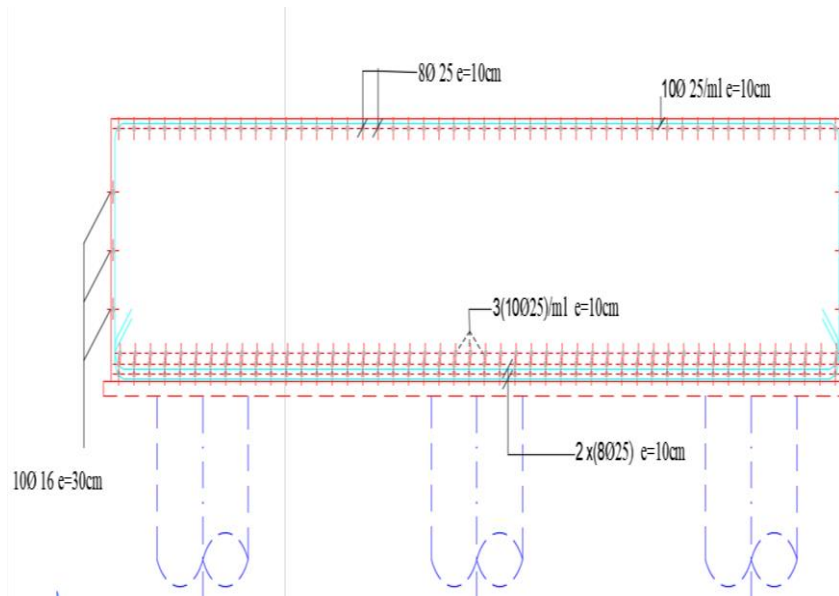 8Ø 25 e=10cm
10Ø 25/ml e=10cm
3(10Ø25)/ml e=10cm
2 x(8Ø25) e=10cm
10Ø 16 e=30cm